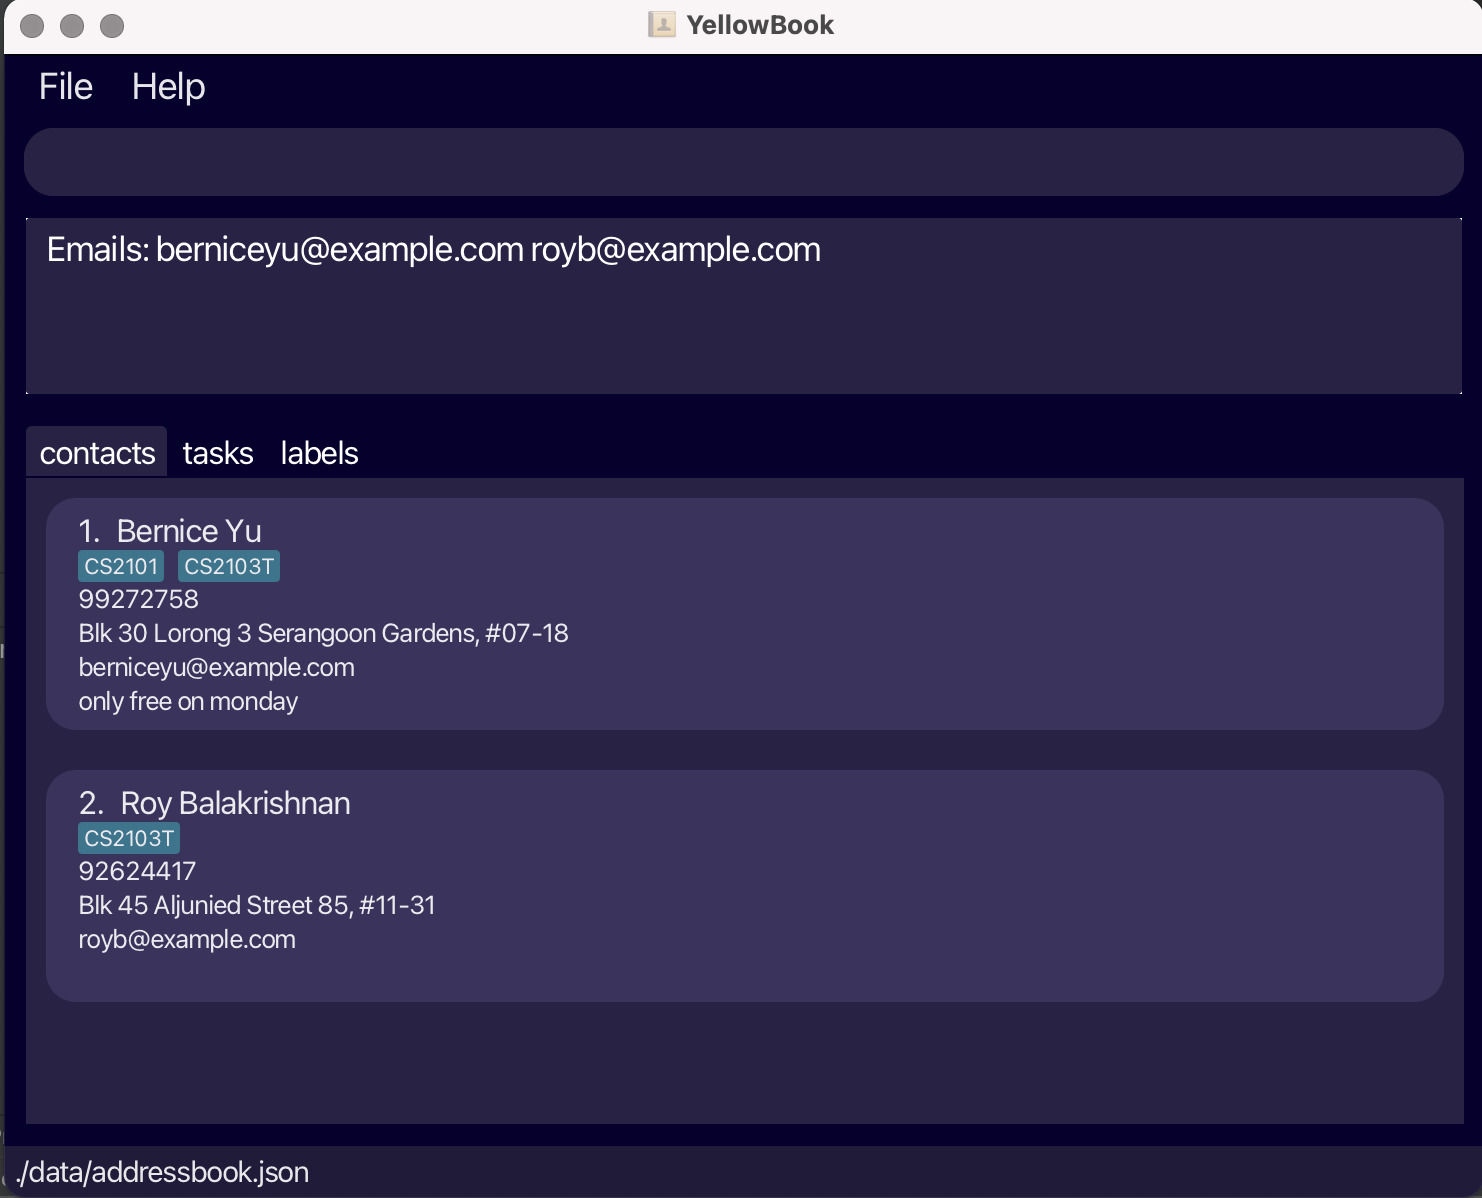 YellowBook
File Help
Emails: berniceyu@example.com royb@example.com
contacts tasks labels
1. Bernice Yu
CS2101 CS2103T
99272758
Blk 30 Lorong 3 Serangoon Gardens, #07-18
berniceyu@example.com
only free on monday
2. Roy Balakrishnan
CS2103T
92624417
Blk 45 Aljunied Street 85, #11-31
royb@example.com
./data/addressbook.json